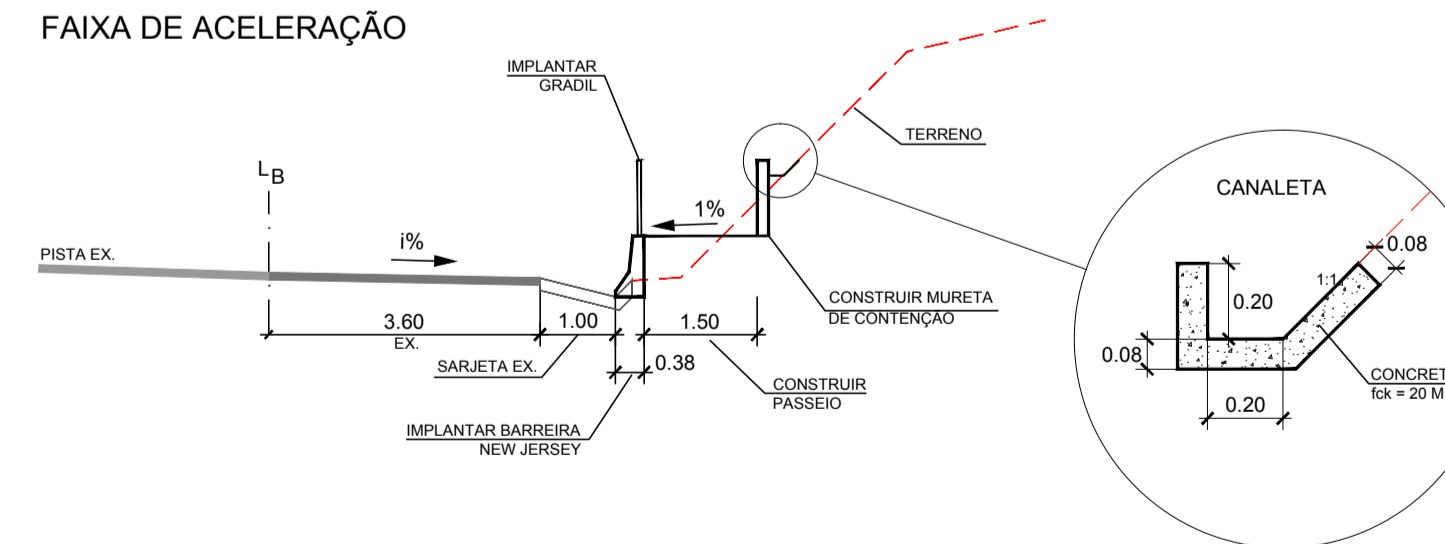 FAIXA DE ACELERAÇÃO
IMPLANTAR
GRADIL
TERRENO
LB
CANALETA
1%
i%
PISTA EX.
0.08
1:1
0.20
CONSTRUIR MURETA
DE CONTENÇÃO
3.60
EX.
1.00
1.50
0.08
0.38
SARJETA EX.
CONSTRUIR
PASSEIO
CONCRET
fck = 20 M
0.20
IMPLANTAR BARREIRA
NEW JERSEY